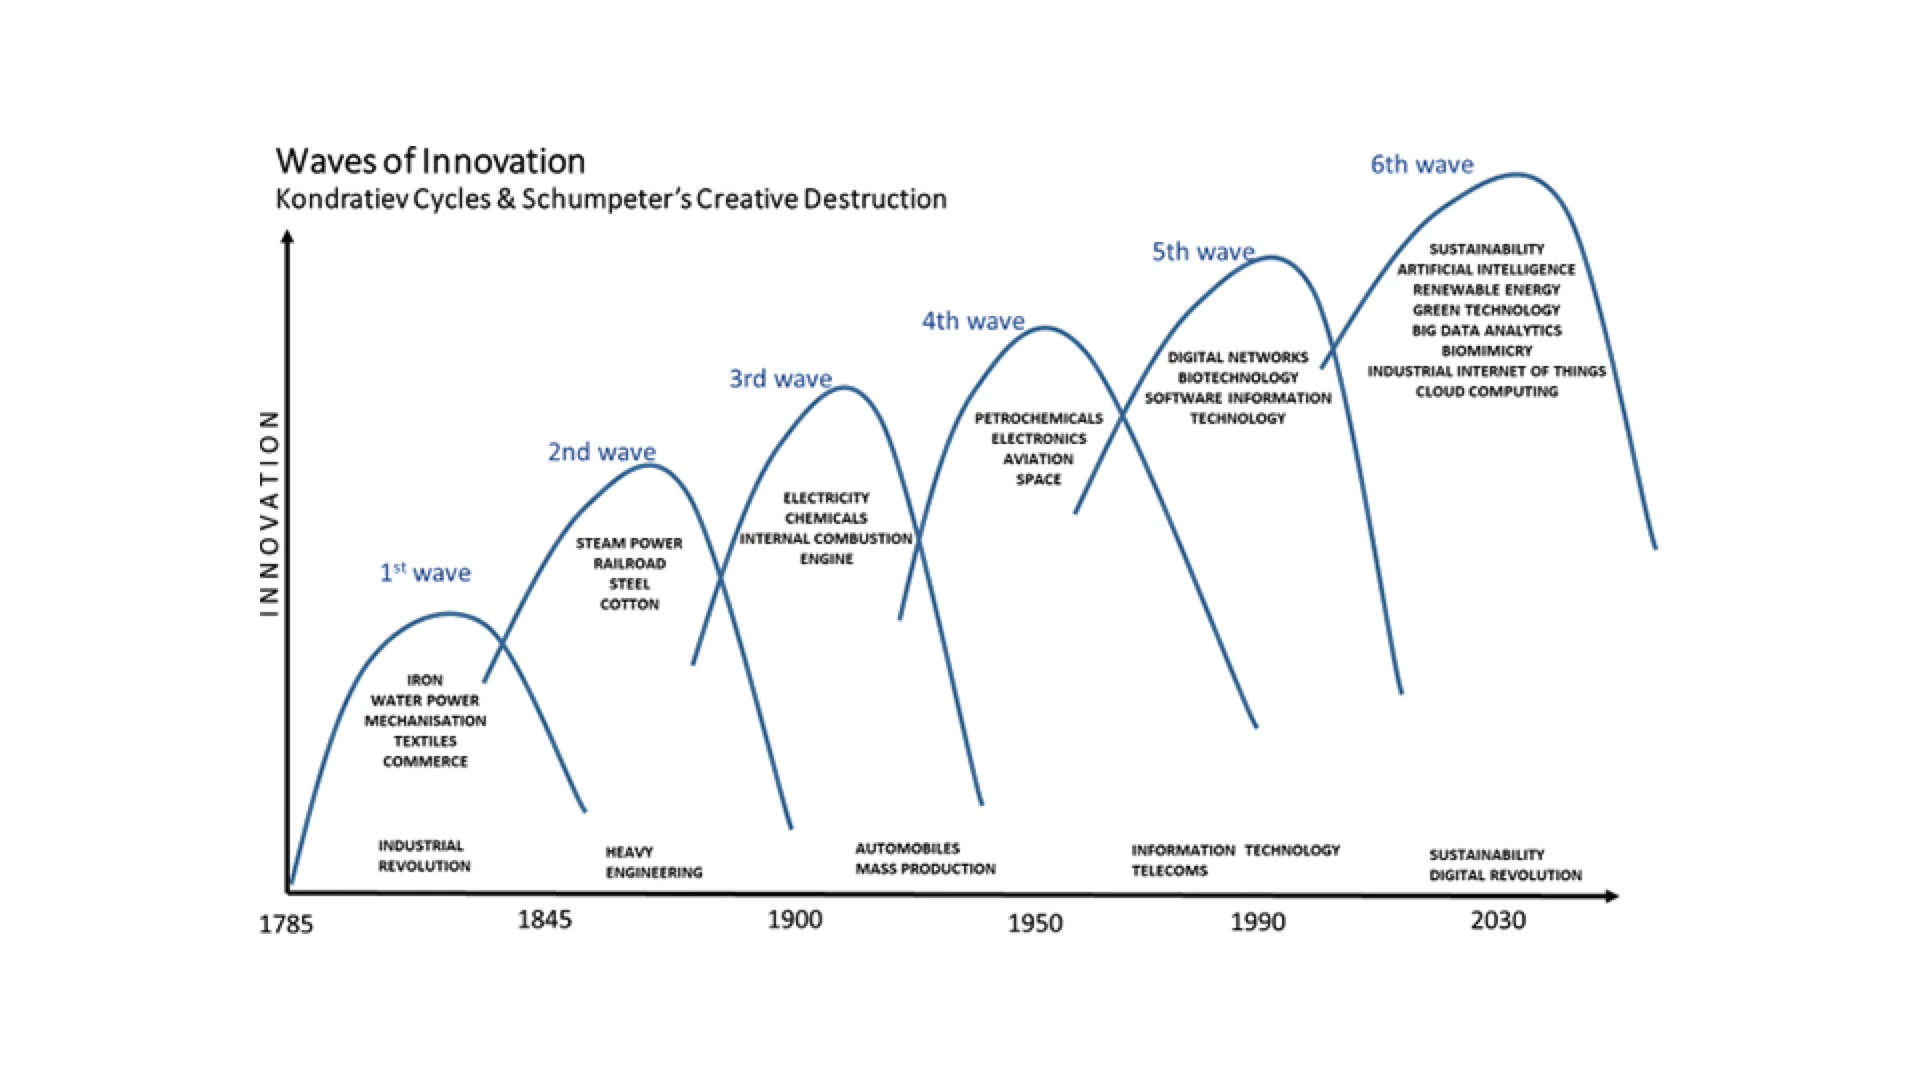 Waves of Innovation
Kondratiev Cycles & Schumpeter's Creative Destruction
INNOVATION
1st wave
IRON
WATER POWER
MECHANISATION
TEXTILES
COMMERCE
2nd wave
STEAM POWER
RAILROAD
STEEL
COTTON
3rd wave
ELECTRICITY
CHEMICALS
INTERNAL COMBUSTION
ENGINE
4th wave
PETROCHEMICALS
ELECTRONICS
AVIATION
SPACE
5th wave
DIGITAL NETWORKS
BIOTECHNOLOGY
SOFTWARE INFORMATION
TECHNOLOGY
6th wave
SUSTAINABILITY
ARTIFICIAL INTELLIGENCE
RENEWABLE ENERGY
GREEN TECHNOLOGY
BIG DATA ANALYTICS
BIOMIMICRY
INDUSTRIAL INTERNET OF THINGS
CLOUD COMPUTING
INDUSTRIAL
REVOLUTION
HEAVY
ENGINEERING
AUTOMOBILES
MASS PRODUCTION
INFORMATION TECHNOLOGY
TELECOMS
SUSTAINABILITY
DIGITAL REVOLUTION
1785
1845
1900
1950
1990
2030